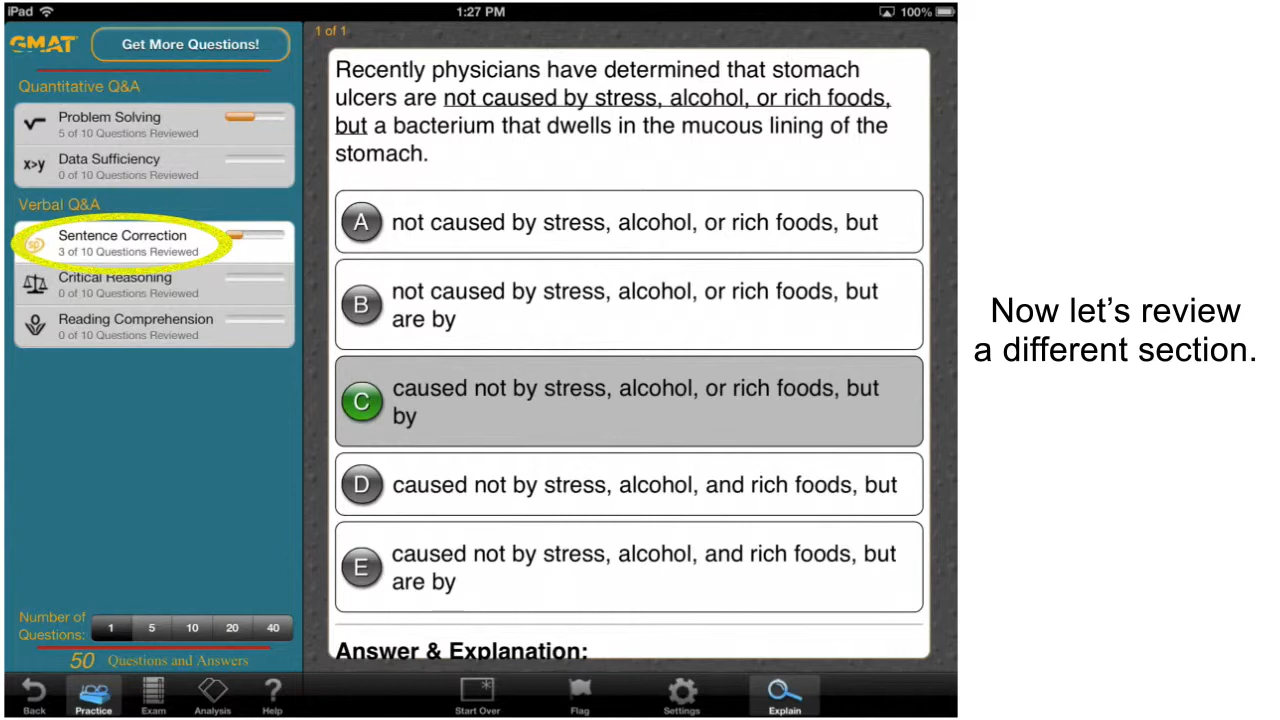 iPad
1:27 PM
100%
GMAT
Get More Questions!
Quantitative Q&A
Problem Solving
5 of 10 Questions Reviewed
x>y
Data Sufficiency
0 of 10 Questions Reviewed
Verbal Q&A
sc
Sentence Correction
3 of 10 Questions Reviewed
Critical Reasoning
0 of 10 Questions Reviewed
Reading Comprehension
0 of 10 Questions Reviewed
Number of
Questions:
1 5 10 20 40
50 Questions and Answers
Back Practice Exam Analysis Help
1 of 1
Recently physicians have determined that stomach
ulcers are not caused by stress, alcohol, or rich foods,
but a bacterium that dwells in the mucous lining of the
stomach.
A not caused by stress, alcohol, or rich foods, but
B not caused by stress, alcohol, or rich foods, but
are by
C caused not by stress, alcohol, or rich foods, but
by
D caused not by stress, alcohol, and rich foods, but
E caused not by stress, alcohol, and rich foods, but
are by
Answer & Explanation:
Start Over Flag Settings Explain
Now let’s review
a different section.